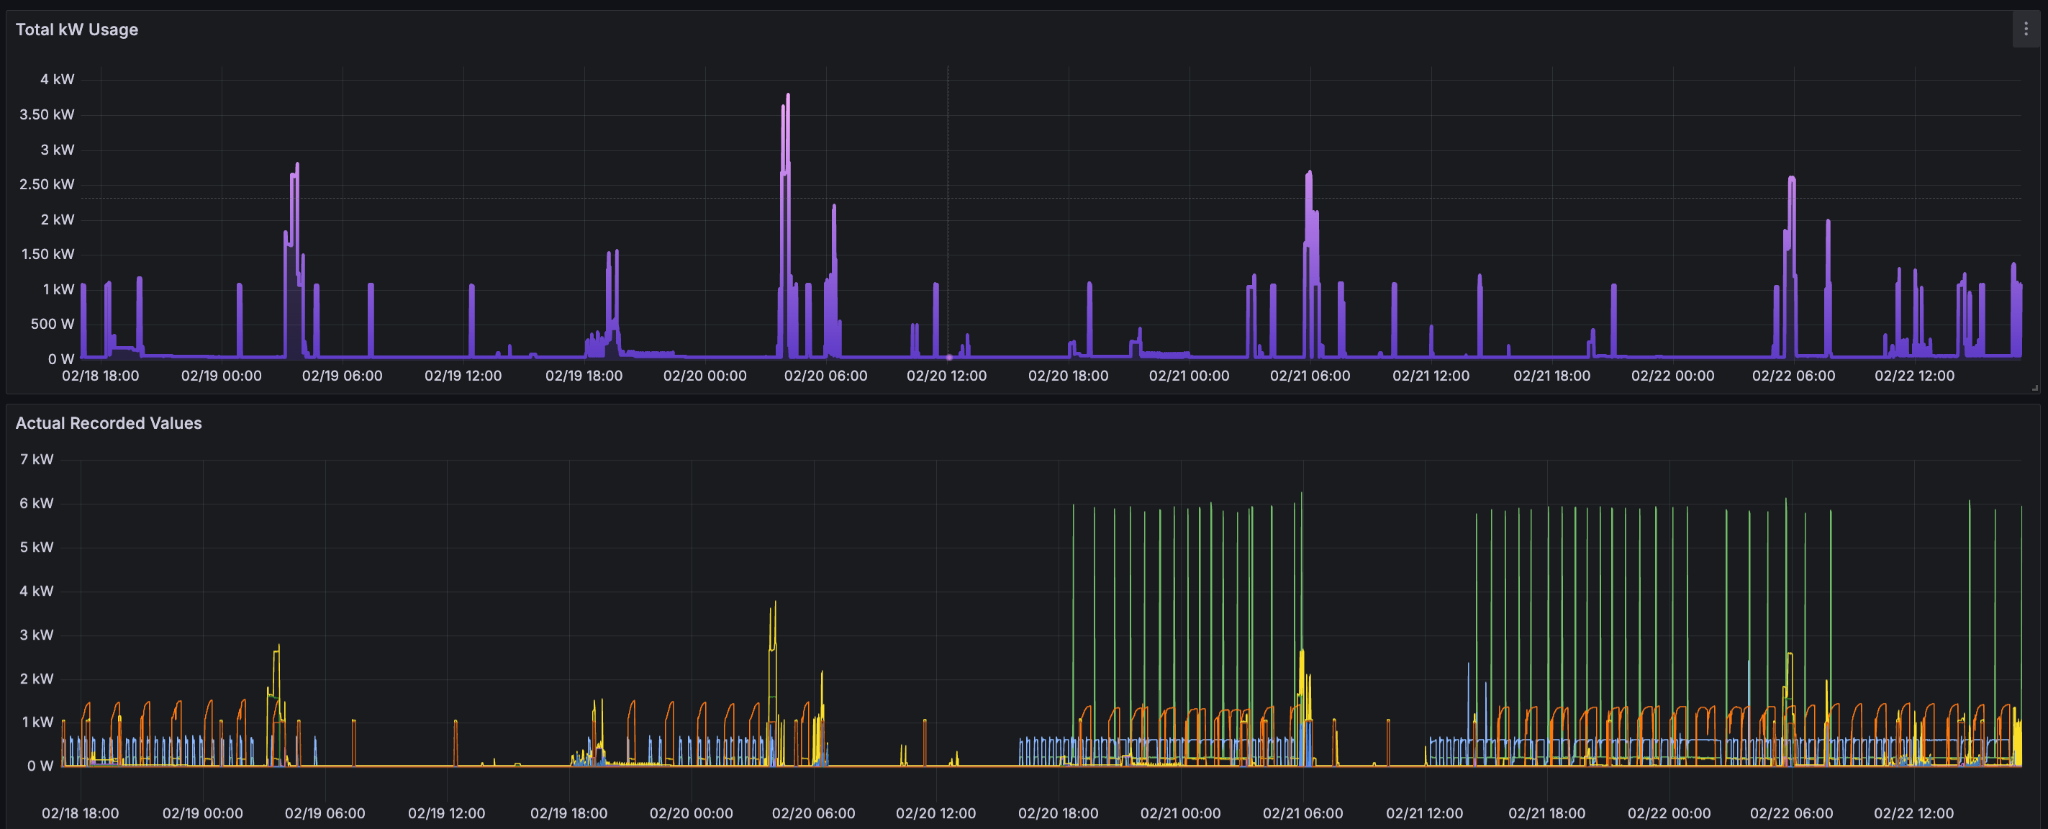 Total kW Usage
4 kW
3.50 kW
3 kW
2.50 kW
2 kW
1.50 kW
1 kW
500 W
0 W
02/18 18:00 02/19 00:00 02/19 06:00 02/19 12:00 02/19 18:00 02/20 00:00 02/20 06:00 02/20 12:00 02/20 18:00 02/21 00:00 02/21 06:00 02/21 12:00 02/21 18:00 02/22 00:00 02/22 06:00 02/22 12:00
Actual Recorded Values
7 kW
6 kW
5 kW
4 kW
3 kW
2 kW
1 kW
0 W
02/18 18:00 02/19 00:00 02/19 06:00 02/19 12:00 02/19 18:00 02/20 00:00 02/20 06:00 02/20 12:00 02/20 18:00 02/21 00:00 02/21 06:00 02/21 12:00 02/21 18:00 02/22 00:00 02/22 06:00 02/22 12:00